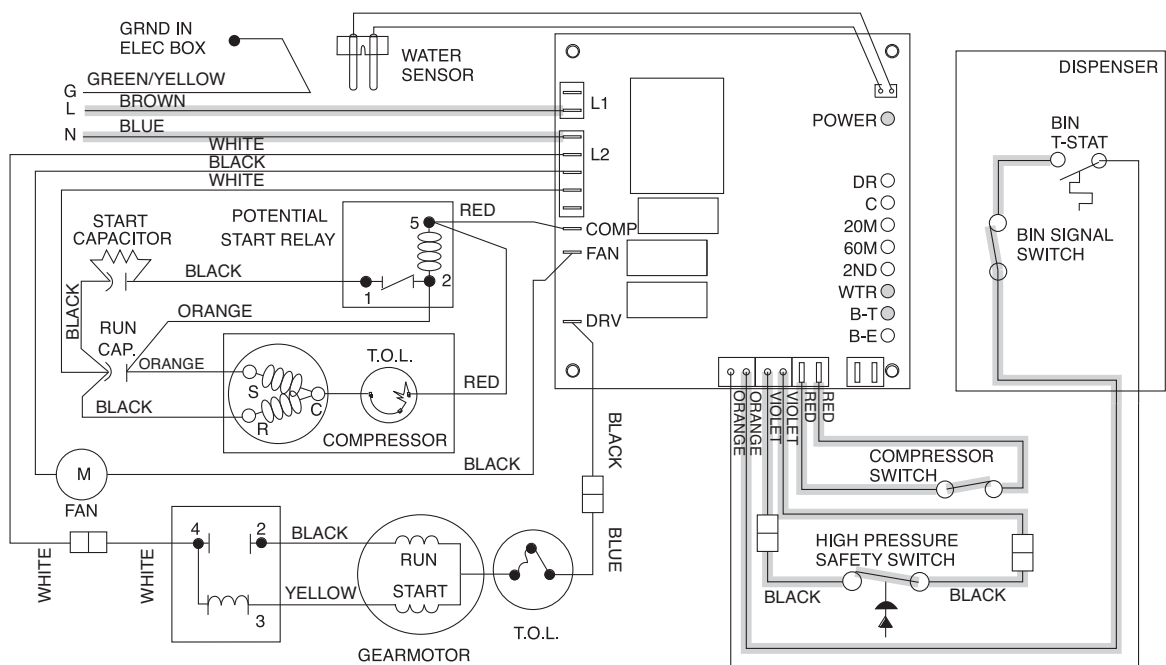 GRND IN
ELEC BOX
WATER
SENSOR
GREEN/YELLOW
G
L
BROWN
N
BLUE
WHITE
BLACK
WHITE
L1
L2
POWER
DR
C
20M
60M
2ND
WTR
B-T
B-E
COMP
FAN
DRV
DISPENSER
BIN
T-STAT
BIN SIGNAL
SWITCH
START
CAPACITOR
POTENTIAL
START RELAY
5
RED
1
2
BLACK
ORANGE
BLACK
RUN
CAP.
ORANGE
BLACK
S
R
C
T.O.L.
RED
COMPRESSOR
M
FAN
BLACK
BLACK
BLUE
ORANGE
ORANGE
VIOLET
VIOLET
RED
RED
COMPRESSOR
SWITCH
HIGH PRESSURE
SAFETY SWITCH
BLACK
BLACK
WHITE
WHITE
4
2
3
BLACK
YELLOW
RUN
START
GEARMOTOR
T.O.L.